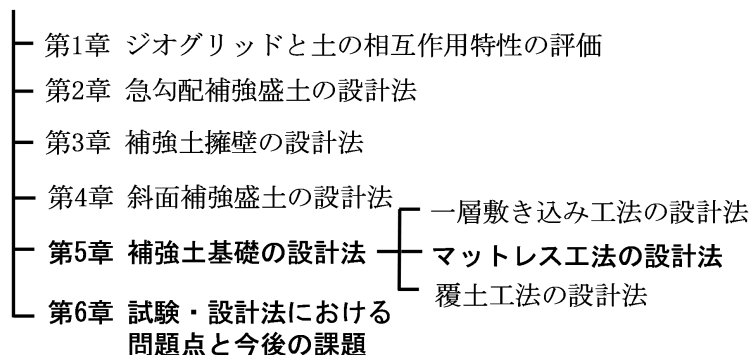 第1章 ジオグリッドと土の相互作用特性の評価
第2章 急勾配補強盛土の設計法
第3章 補強土擁壁の設計法
第4章 斜面補強盛土の設計法
一層敷き込み工法の設計法
第5章 補強土基礎の設計法
マットレス工法の設計法
覆土工法の設計法
第6章 試験・設計法における
問題点と今後の課題